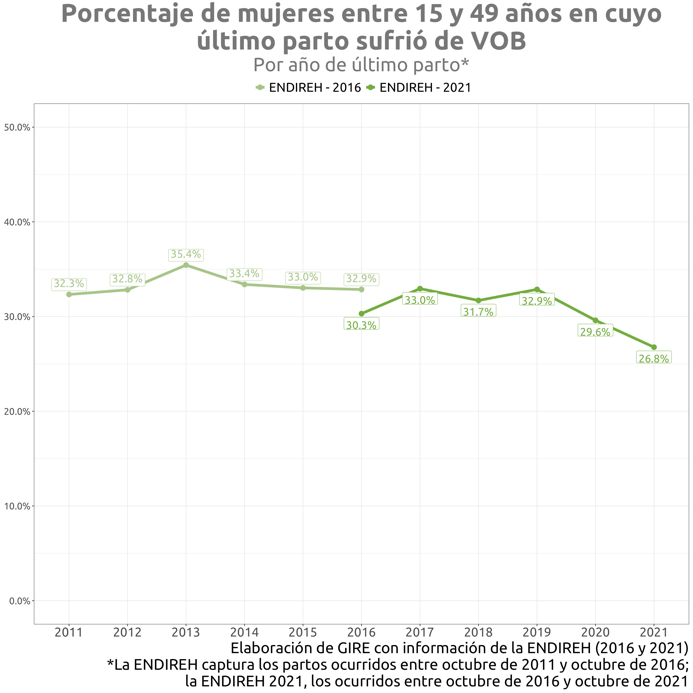 Porcentaje de mujeres entre 15 y 49 años en cuyo
último parto sufrió de VOB
Por año de último parto*
ENDIREH - 2016 ENDIREH - 2021
50.0%
40.0%
35.4%
32.3% 32.8% 33.4% 33.0% 32.9%
30.0%
30.3% 33.0% 31.7% 32.9% 29.6% 26.8%
20.0%
10.0%
0.0%
2011 2012 2013 2014 2015 2016 2017 2018 2019 2020 2021
Elaboración de GIRE con información de la ENDIREH (2016 y 2021)
*La ENDIREH captura los partos ocurridos entre octubre de 2011 y octubre de 2016;
la ENDIREH 2021, los ocurridos entre octubre de 2016 y octubre de 2021